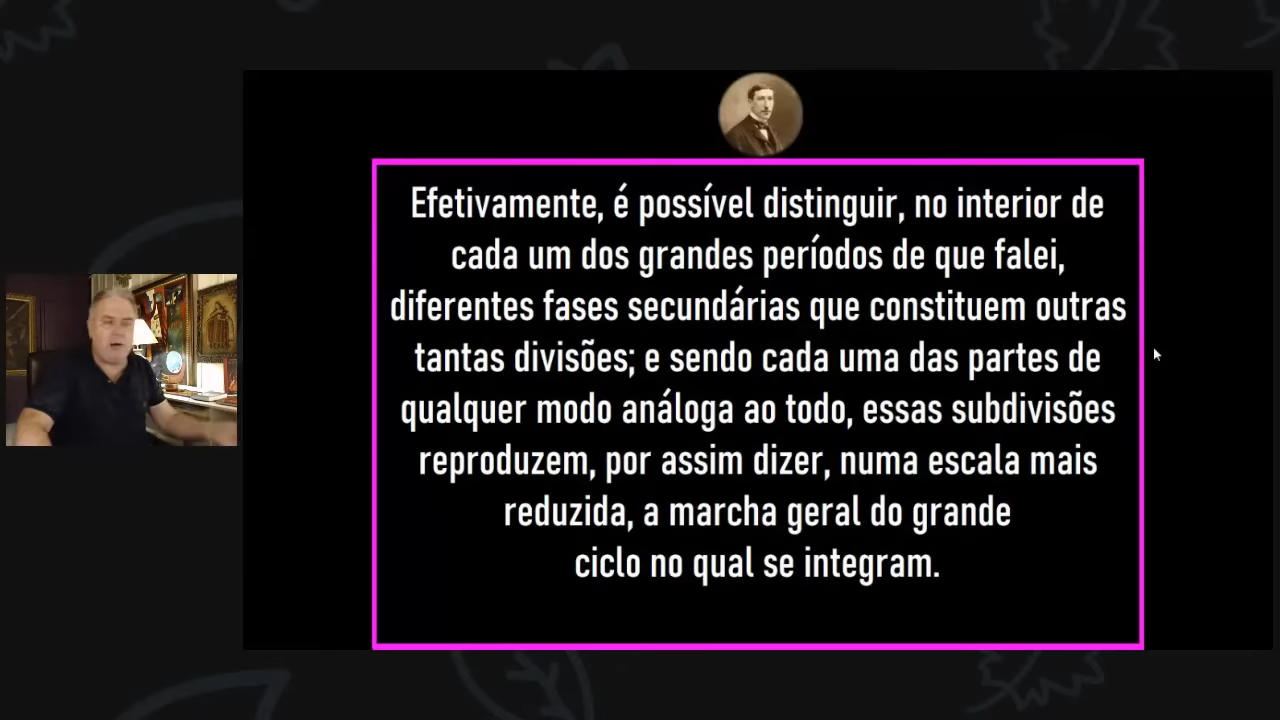 Efetivamente, é possível distinguir, no interior de
cada um dos grandes períodos de que falei,
diferentes fases secundárias que constituem outras
tantas divisões; e sendo cada uma das partes de
qualquer modo análoga ao todo, essas subdivisões
reproduzem, por assim dizer, numa escala mais
reduzida, a marcha geral do grande
ciclo no qual se integram.